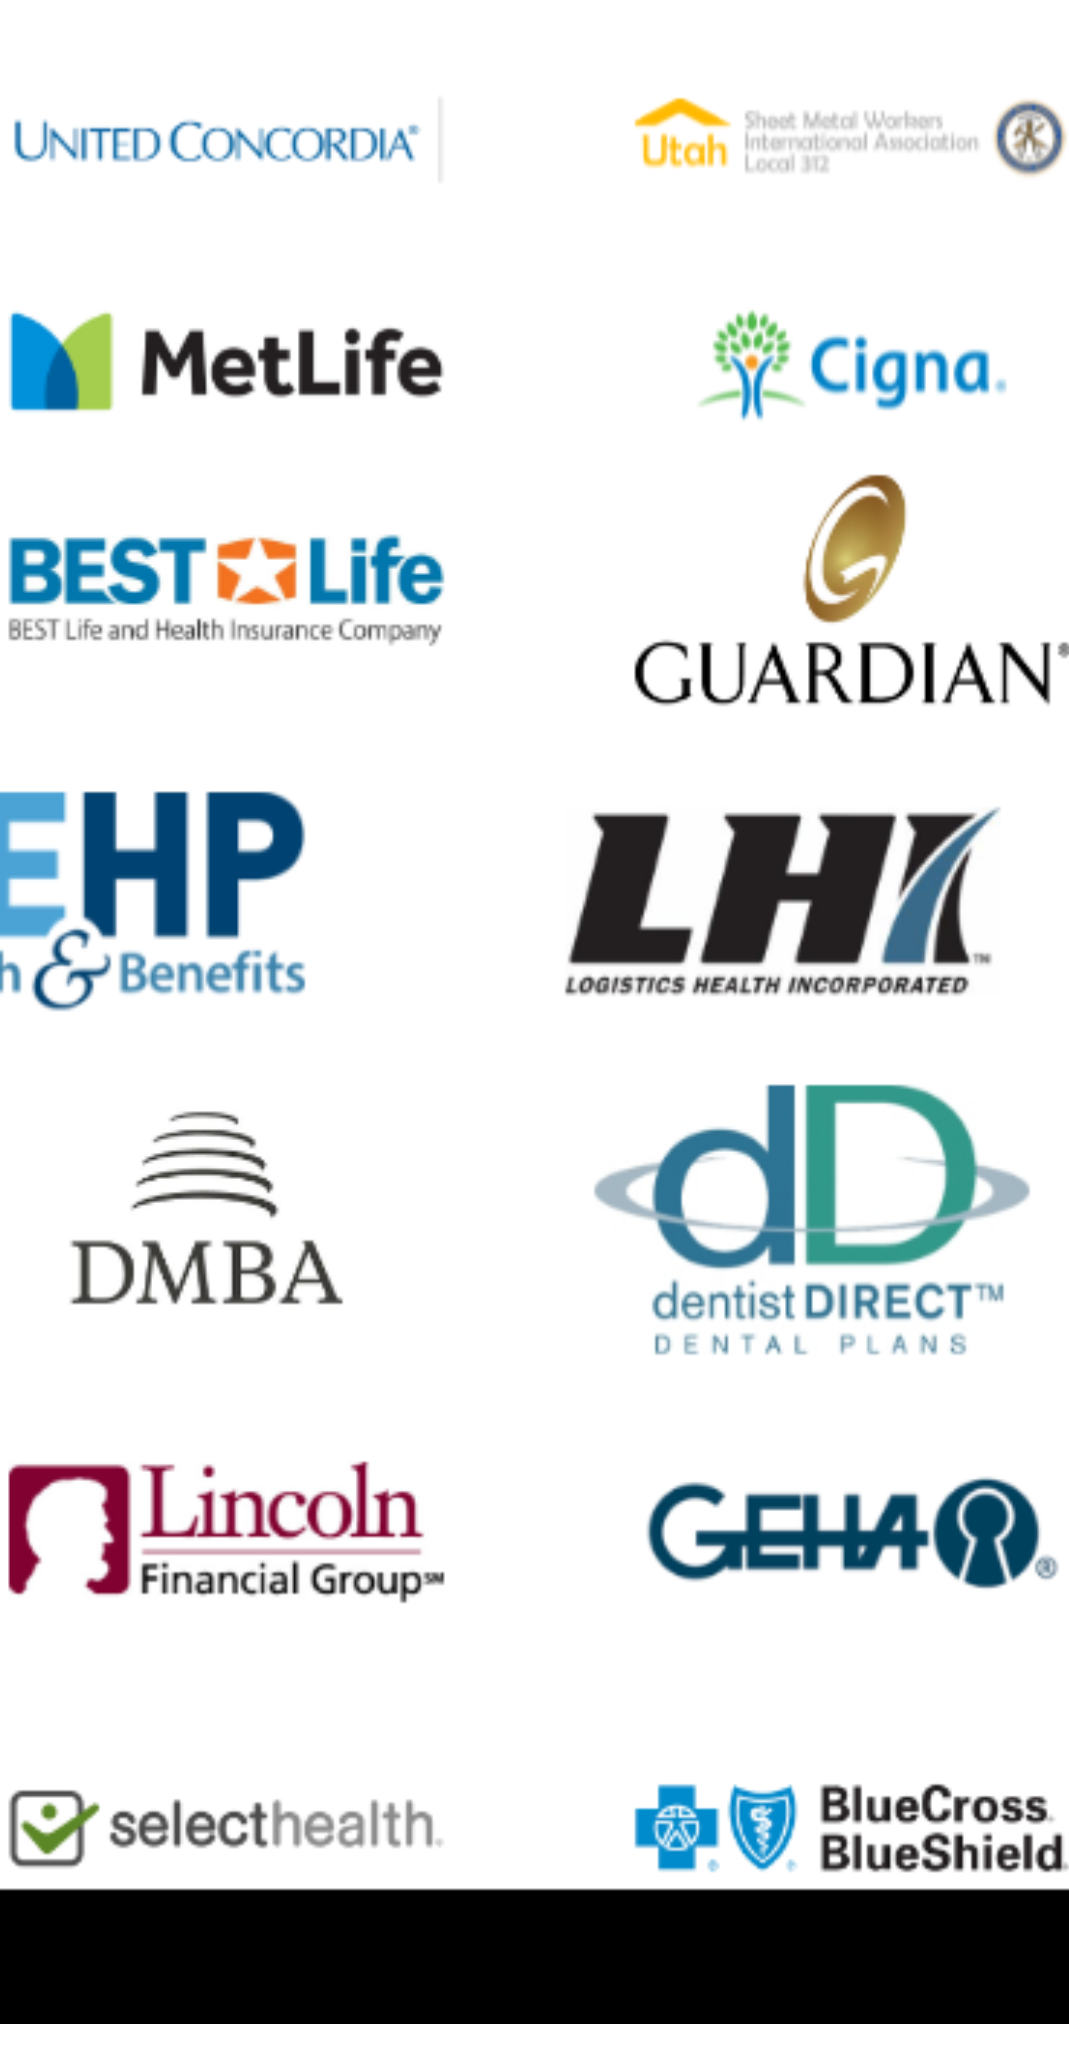 UNITED CONCORDIA®
Utah
Sheet Metal Workers
International Association
Local 312
MetLife
Cigna®
BEST Life
BEST Life and Health Insurance Company
G
GUARDIAN®
EHP
h & Benefits
LHI™
LOGISTICS HEALTH INCORPORATED
DMBA
dD
dentist DIRECT™
DENTAL PLANS
Lincoln
Financial Group℠
GEHA®
selecthealth.
BlueCross
BlueShield